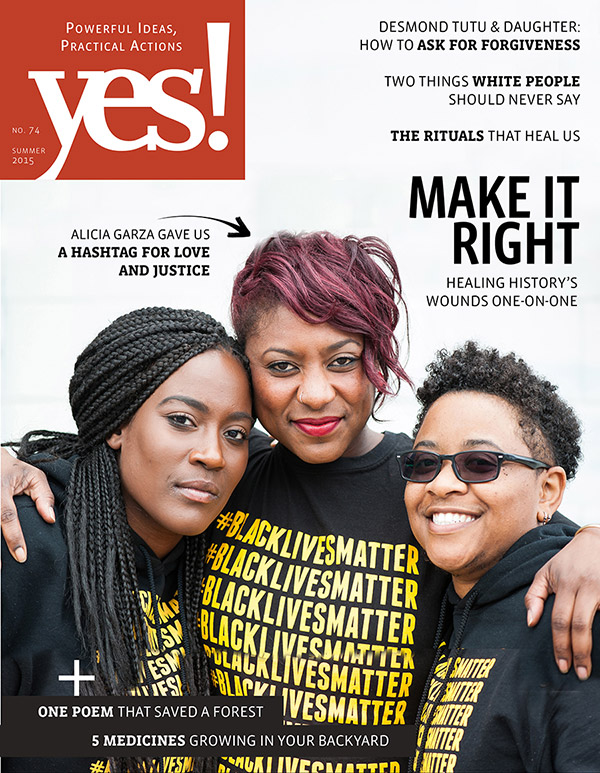 POWERFUL IDEAS,
PRACTICAL ACTIONS
yes!
NO. 74
SUMMER
2015
DESMOND TUTU & DAUGHTER:
HOW TO ASK FOR FORGIVENESS
TWO THINGS WHITE PEOPLE
SHOULD NEVER SAY
THE RITUALS THAT HEAL US
MAKE IT
RIGHT
HEALING HISTORY'S
WOUNDS ONE-ON-ONE
ALICIA GARZA GAVE US
A HASHTAG FOR LOVE
AND JUSTICE
#BLACKLIVESMATTER
#BLACKLIVESMATTER
#BLACKLIVESMATTER
#BLACKLIVESMATTER
#BLACKLIVESMATTER
LIVESMATTER
+
ONE POEM THAT SAVED A FOREST
5 MEDICINES GROWING IN YOUR BACKYARD